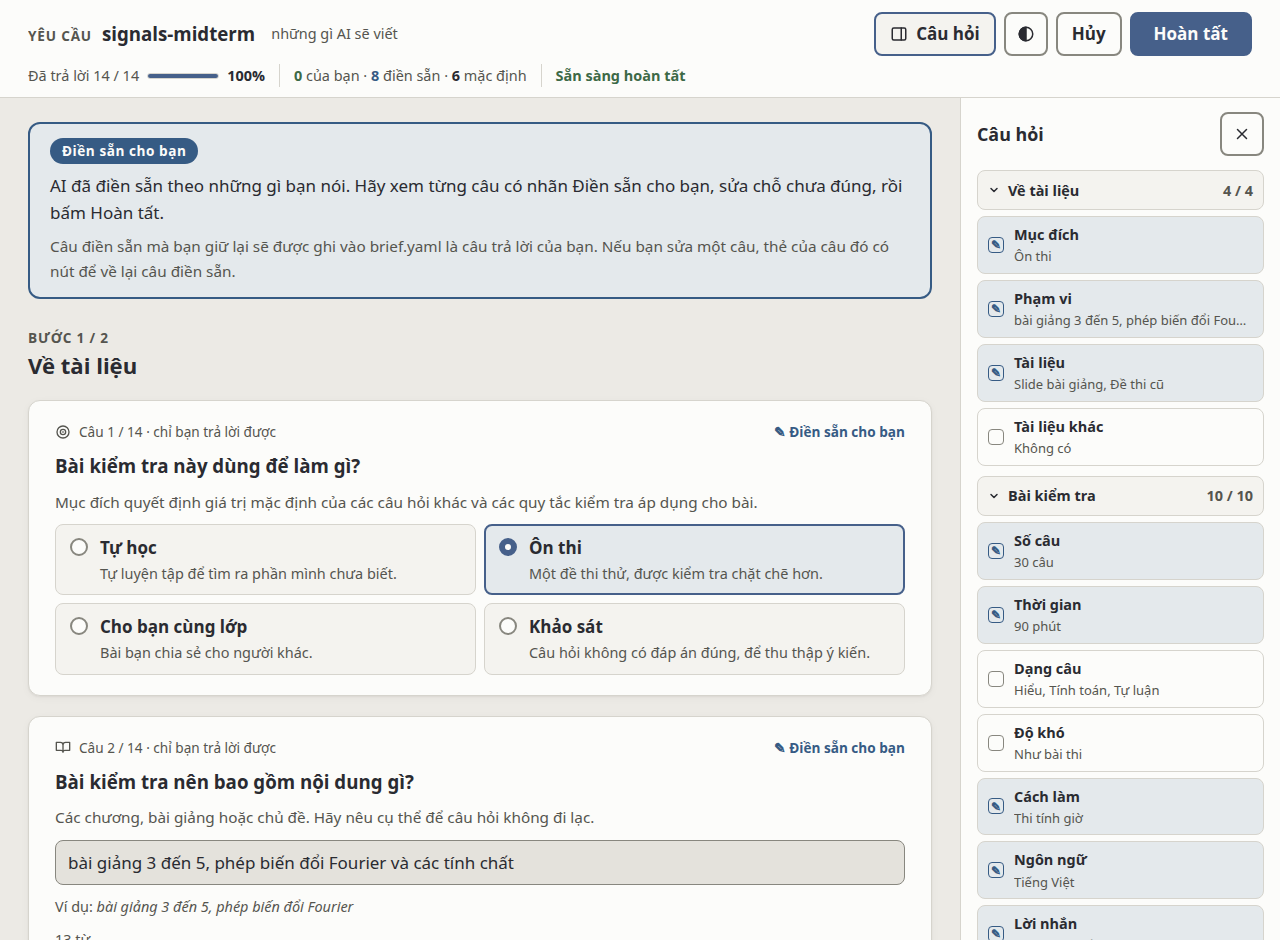 YÊU CẦU signals-midterm những gì AI sẽ viết
Câu hỏi
Hủy
Hoàn tất
Đã trả lời 14 / 14 100% 0 của bạn · 8 điền sẵn · 6 mặc định Sẵn sàng hoàn tất
Điền sẵn cho bạn
AI đã điền sẵn theo những gì bạn nói. Hãy xem từng câu có nhãn Điền sẵn cho bạn, sửa chỗ chưa đúng, rồi
bấm Hoàn tất.
Câu điền sẵn mà bạn giữ lại sẽ được ghi vào brief.yaml là câu trả lời của bạn. Nếu bạn sửa một câu, thẻ của câu đó có
nút để về lại câu điền sẵn.
BƯỚC 1 / 2
Về tài liệu
Câu 1 / 14 · chỉ bạn trả lời được
✎ Điền sẵn cho bạn
Bài kiểm tra này dùng để làm gì?
Mục đích quyết định giá trị mặc định của các câu hỏi khác và các quy tắc kiểm tra áp dụng cho bài.
Tự học
Tự luyện tập để tìm ra phần mình chưa biết.
Ôn thi
Một đề thi thử, được kiểm tra chặt chẽ hơn.
Cho bạn cùng lớp
Bài bạn chia sẻ cho người khác.
Khảo sát
Câu hỏi không có đáp án đúng, để thu thập ý kiến.
Câu 2 / 14 · chỉ bạn trả lời được
✎ Điền sẵn cho bạn
Bài kiểm tra nên bao gồm nội dung gì?
Các chương, bài giảng hoặc chủ đề. Hãy nêu cụ thể để câu hỏi không đi lạc.
bài giảng 3 đến 5, phép biến đổi Fourier và các tính chất
Ví dụ: bài giảng 3 đến 5, phép biến đổi Fourier
13 từ
Câu hỏi
Về tài liệu 4 / 4
Mục đích
Ôn thi
Phạm vi
bài giảng 3 đến 5, phép biến đổi Fou...
Tài liệu
Slide bài giảng, Đề thi cũ
Tài liệu khác
Không có
Bài kiểm tra 10 / 10
Số câu
30 câu
Thời gian
90 phút
Dạng câu
Hiểu, Tính toán, Tự luận
Độ khó
Như bài thi
Cách làm
Thi tính giờ
Ngôn ngữ
Tiếng Việt
Lời nhắn